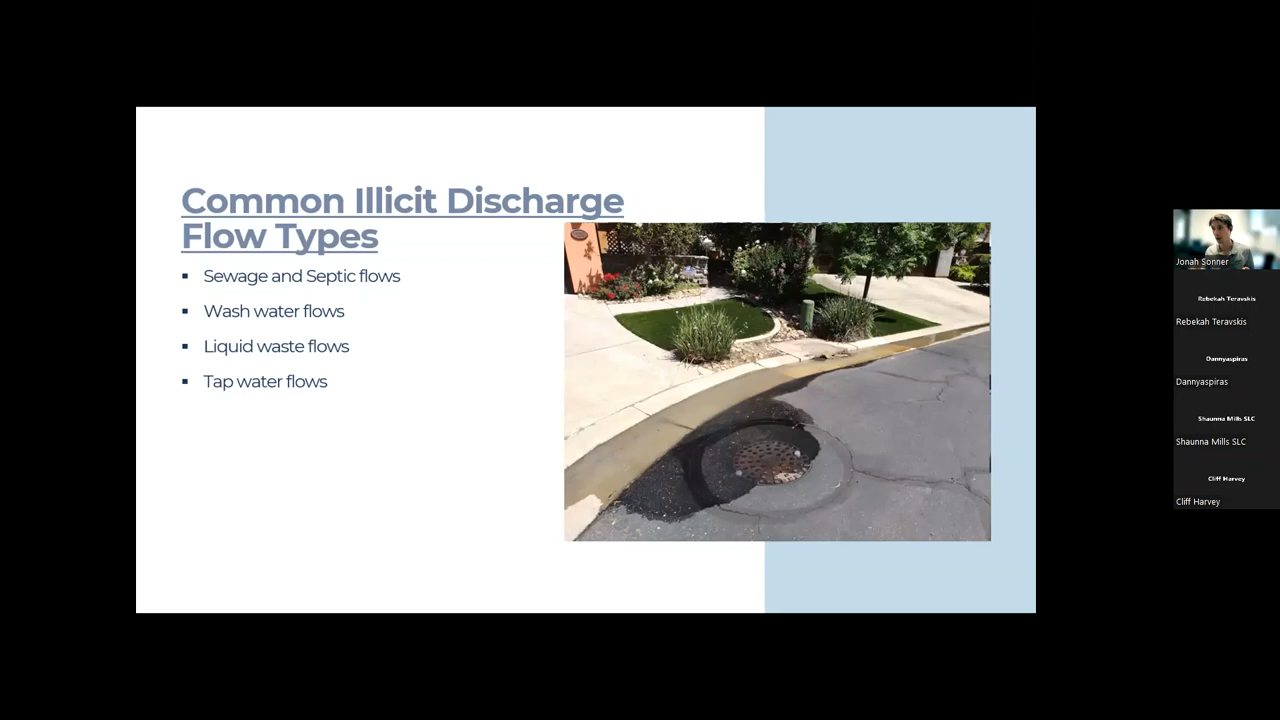 Common Illicit Discharge
Flow Types
▪ Sewage and Septic flows
▪ Wash water flows
▪ Liquid waste flows
▪ Tap water flows
Jonah Sonner
Rebekah Teravskis
Rebekah Teravskis
Dannyaspiras
Dannyaspiras
Shaunna Mills SLC
Shaunna Mills SLC
Cliff Harvey
Cliff Harvey